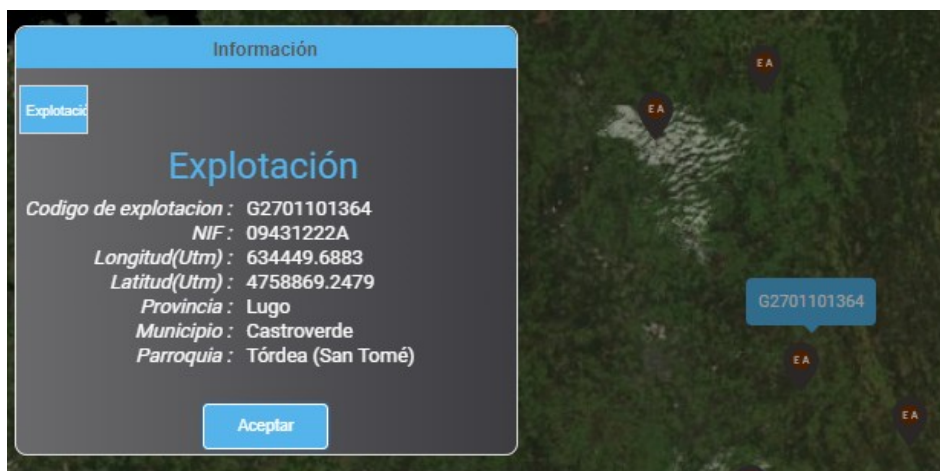 Información
Explotació
Explotación
Codigo de explotacion : G2701101364
NIF : 09431222A
Longitud(Utm) : 634449.6883
Latitud(Utm) : 4758869.2479
Provincia : Lugo
Municipio : Castroverde
Parroquia : Tórdea (San Tomé)
Aceptar
EA
EA
G2701101364
EA
EA